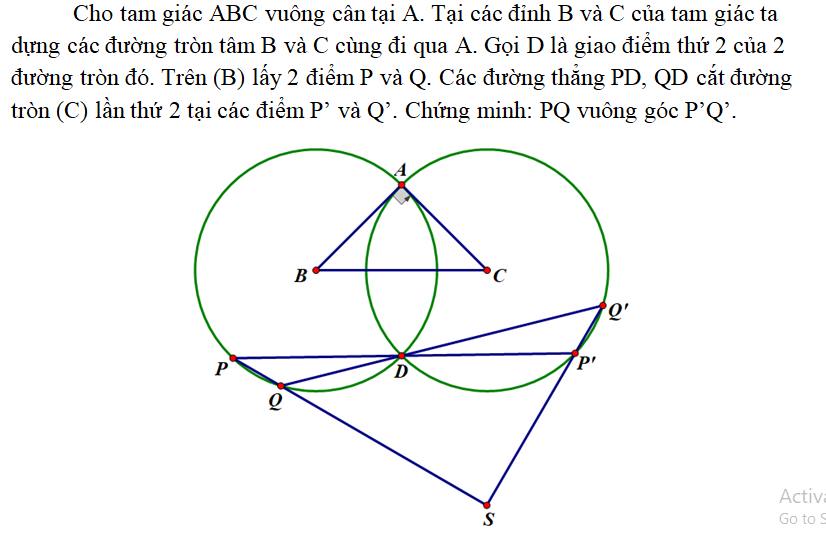 Cho tam giác ABC vuông cân tại A. Tại các đỉnh B và C của tam giác ta
dựng các đường tròn tâm B và C cùng đi qua A. Gọi D là giao điểm thứ 2 của 2
đường tròn đó. Trên (B) lấy 2 điểm P và Q. Các đường thẳng PD, QD cắt đường
tròn (C) lần thứ 2 tại các điểm P’ và Q’. Chứng minh: PQ vuông góc P’Q’.
A
B
C
Q'
P
D
P'
Q
S
Activa
Go to S